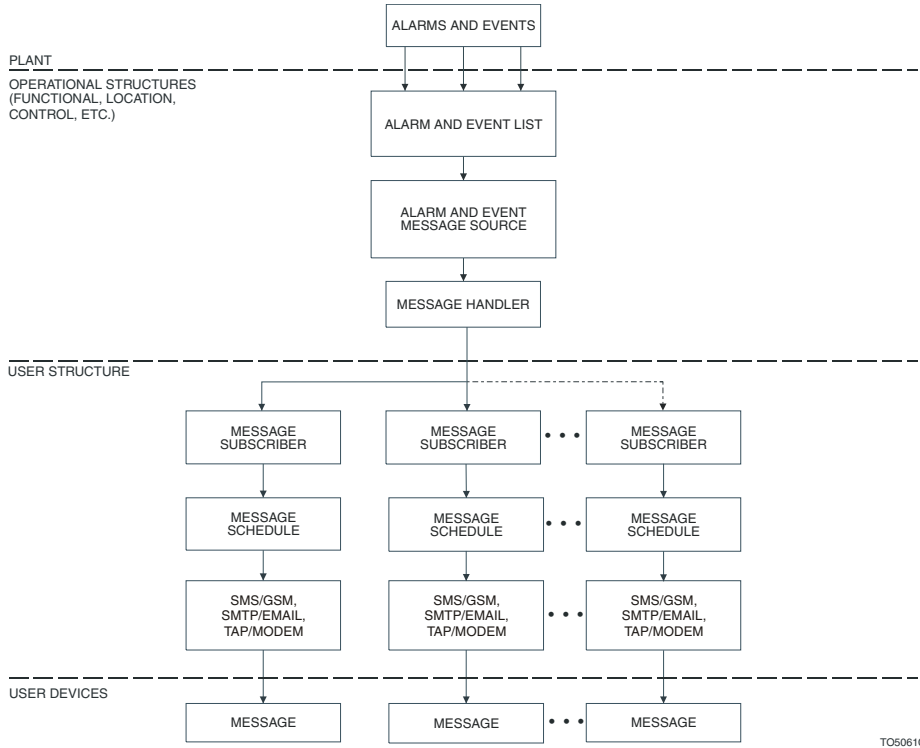 ALARMS AND EVENTS
PLANT
OPERATIONAL STRUCTURES
(FUNCTIONAL, LOCATION,
CONTROL, ETC.)
ALARM AND EVENT LIST
ALARM AND EVENT
MESSAGE SOURCE
MESSAGE HANDLER
USER STRUCTURE
MESSAGE
SUBSCRIBER
MESSAGE
SUBSCRIBER
MESSAGE
SUBSCRIBER
MESSAGE
SCHEDULE
MESSAGE
SCHEDULE
MESSAGE
SCHEDULE
SMS/GSM,
SMTP/EMAIL,
TAP/MODEM
SMS/GSM,
SMTP/EMAIL,
TAP/MODEM
SMS/GSM,
SMTP/EMAIL,
TAP/MODEM
USER DEVICES
MESSAGE
MESSAGE
MESSAGE